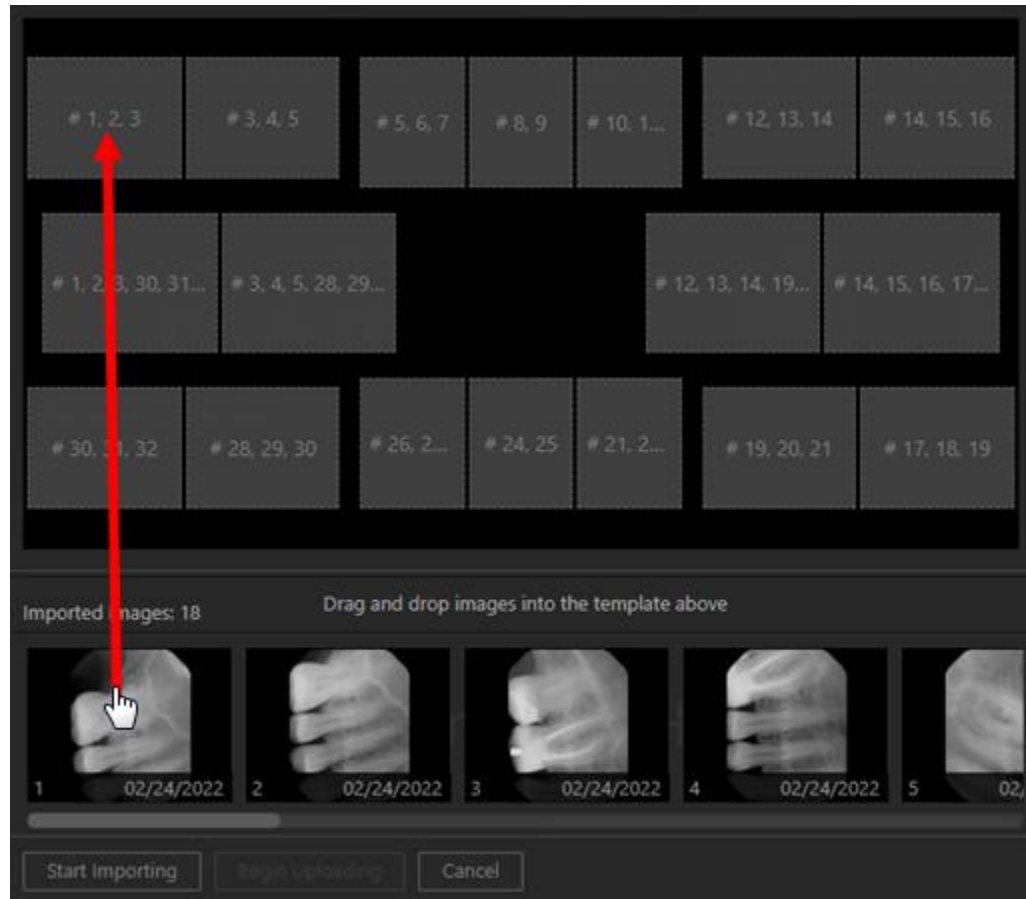 # 1, 2, 3 # 3, 4, 5 # 5, 6, 7 # 8, 9 # 10, 1... # 12, 13, 14 # 14, 15, 16
# 1, 2, 3, 30, 31... # 3, 4, 5, 28, 29... # 12, 13, 14, 19... # 14, 15, 16, 17...
# 30, 31, 32 # 28, 29, 30 # 26, 2... # 24, 25 # 21, 2... # 19, 20, 21 # 17, 18, 19
Imported images: 18 Drag and drop images into the template above
1 02/24/2022 2 02/24/2022 3 02/24/2022 4 02/24/2022 5 02/
Start Importing Begin Uploading Cancel